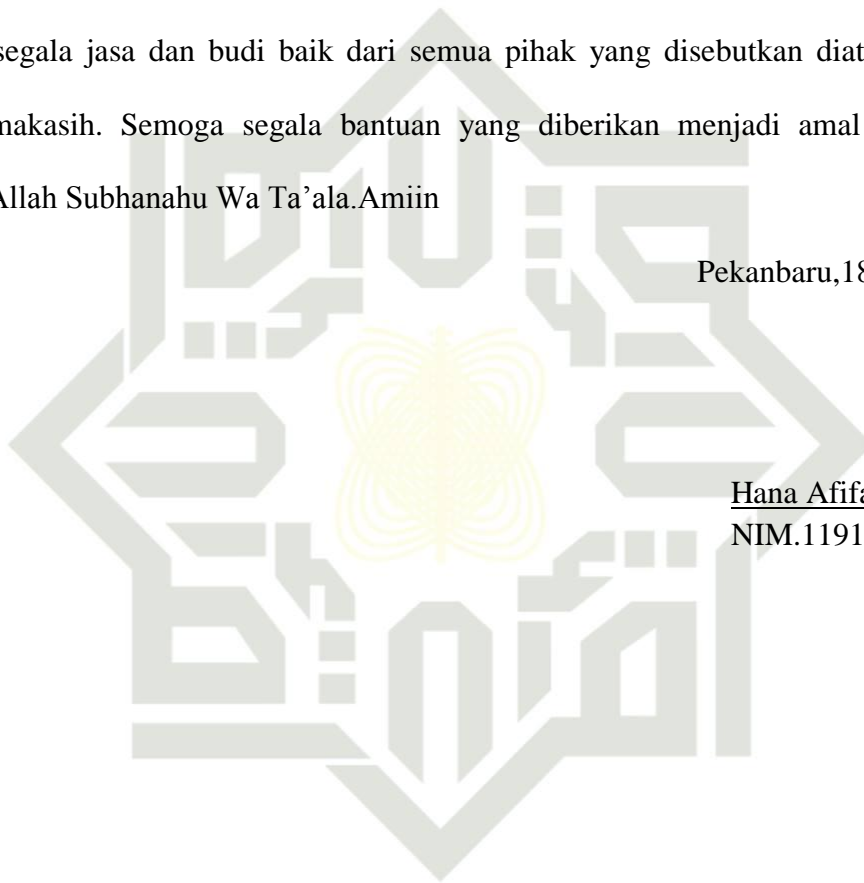 segala jasa dan budi baik dari semua pihak yang disebutkan diat
makasih. Semoga segala bantuan yang diberikan menjadi amal
Allah Subhanahu Wa Ta’ala.Amiin
Pekanbaru,18
Hana Afifa
NIM.1191